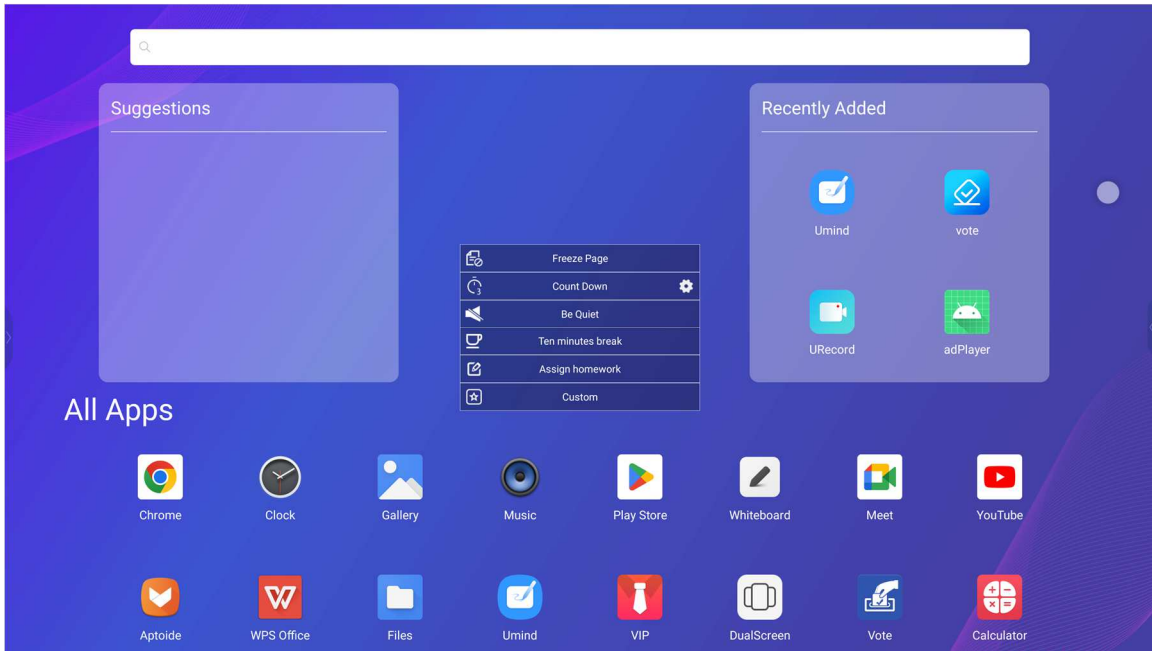 Suggestions
Recently Added
Umind
vote
URecord
adPlayer
Freeze Page
3
Count Down
Be Quiet
Ten minutes break
Assign homework
Custom
All Apps
Chrome
Clock
Gallery
Music
Play Store
Whiteboard
Meet
YouTube
Aptoide
WPS Office
Files
Umind
VIP
DualScreen
Vote
Calculator